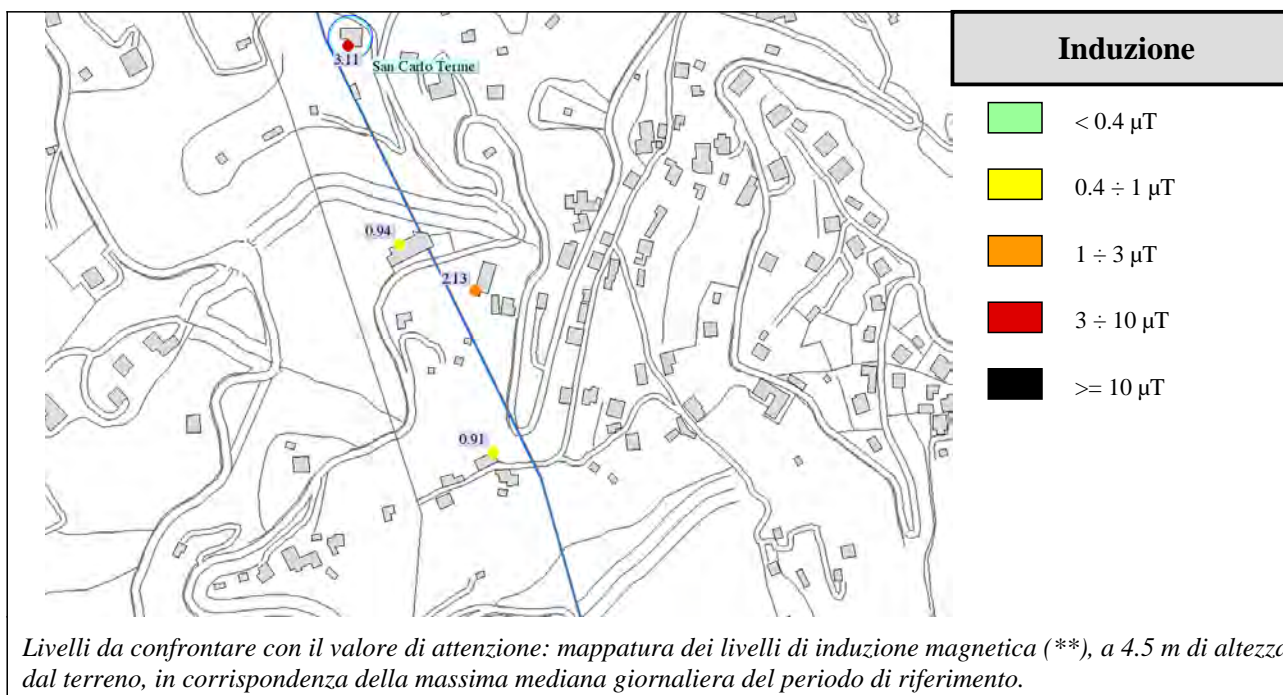 3.11
San Carlo Terme
0.94
2.13
0.91
Induzione
< 0.4 µT
0.4 ÷ 1 µT
1 ÷ 3 µT
3 ÷ 10 µT
>= 10 µT
Livelli da confrontare con il valore di attenzione: mappatura dei livelli di induzione magnetica (**), a 4.5 m di altezza
dal terreno, in corrispondenza della massima mediana giornaliera del periodo di riferimento.